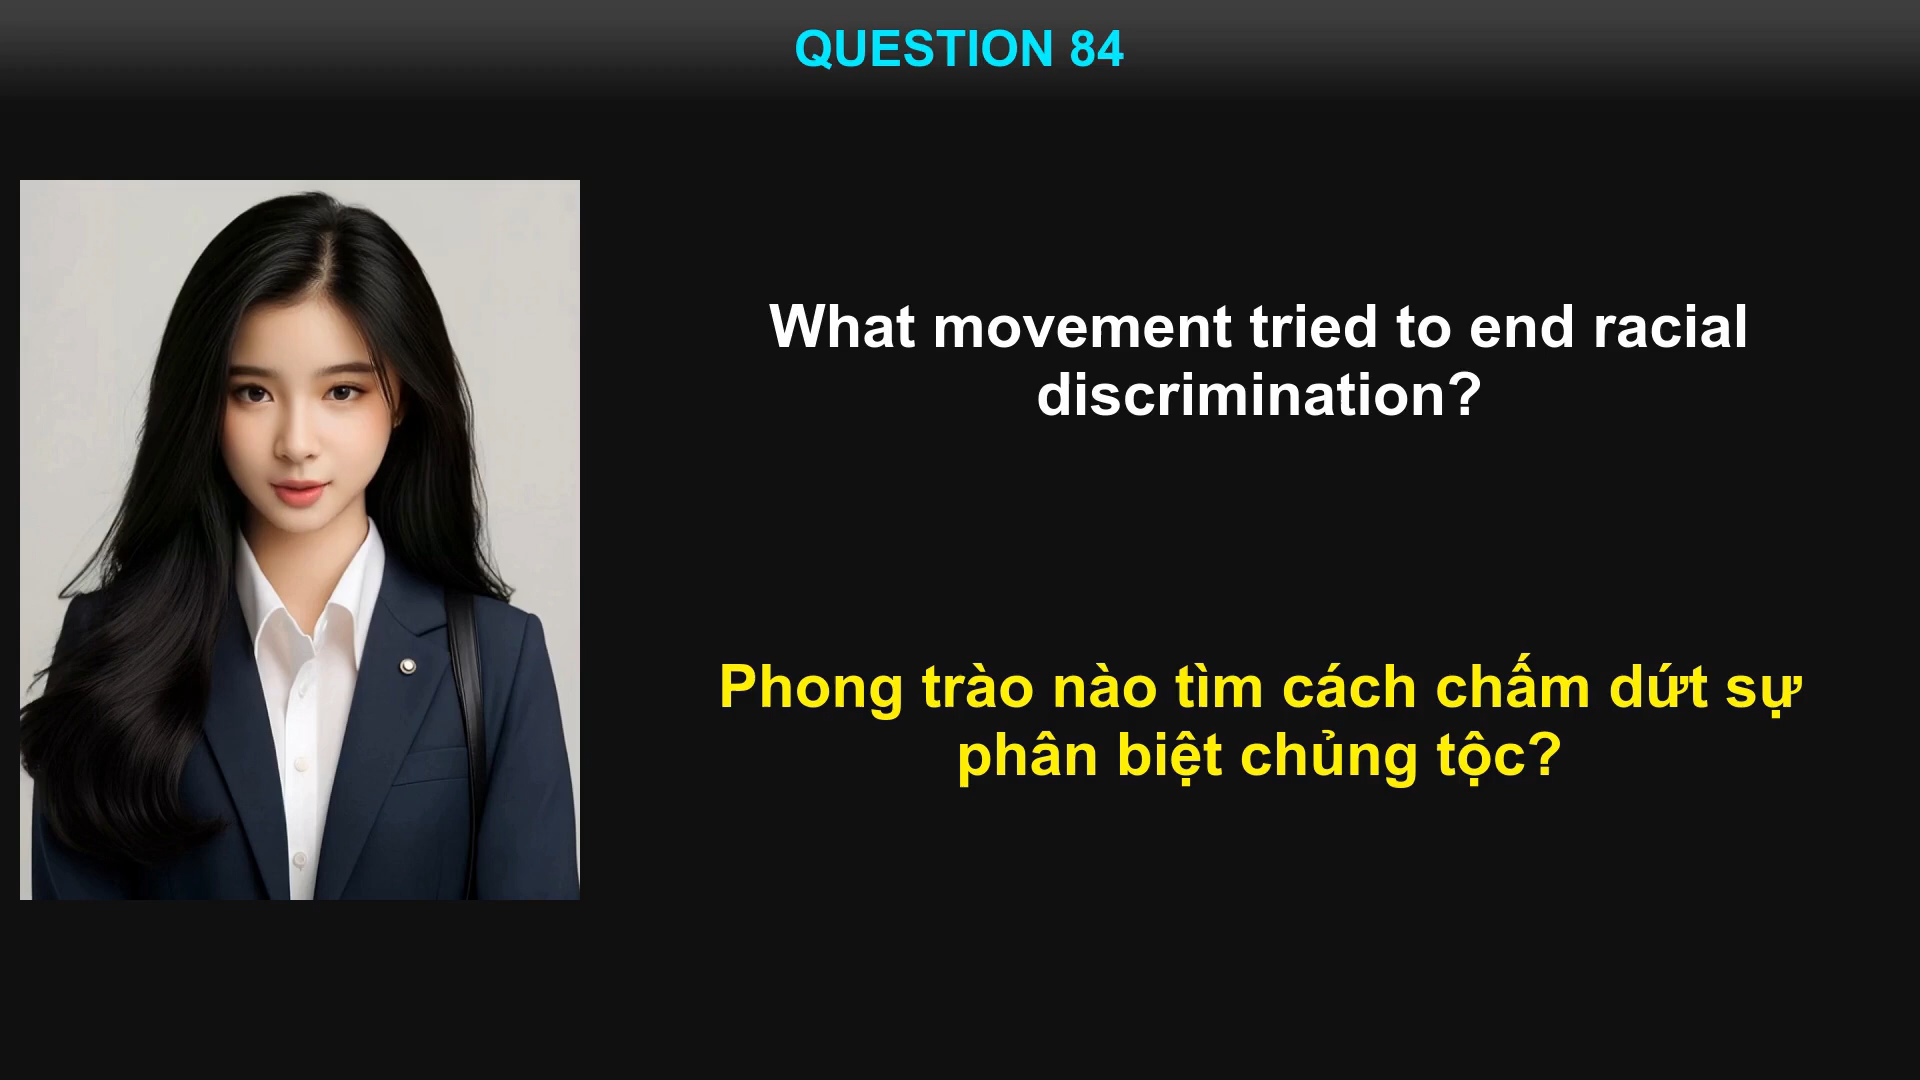 QUESTION 84
What movement tried to end racial
discrimination?
Phong trào nào tìm cách chấm dứt sự
phân biệt chủng tộc?